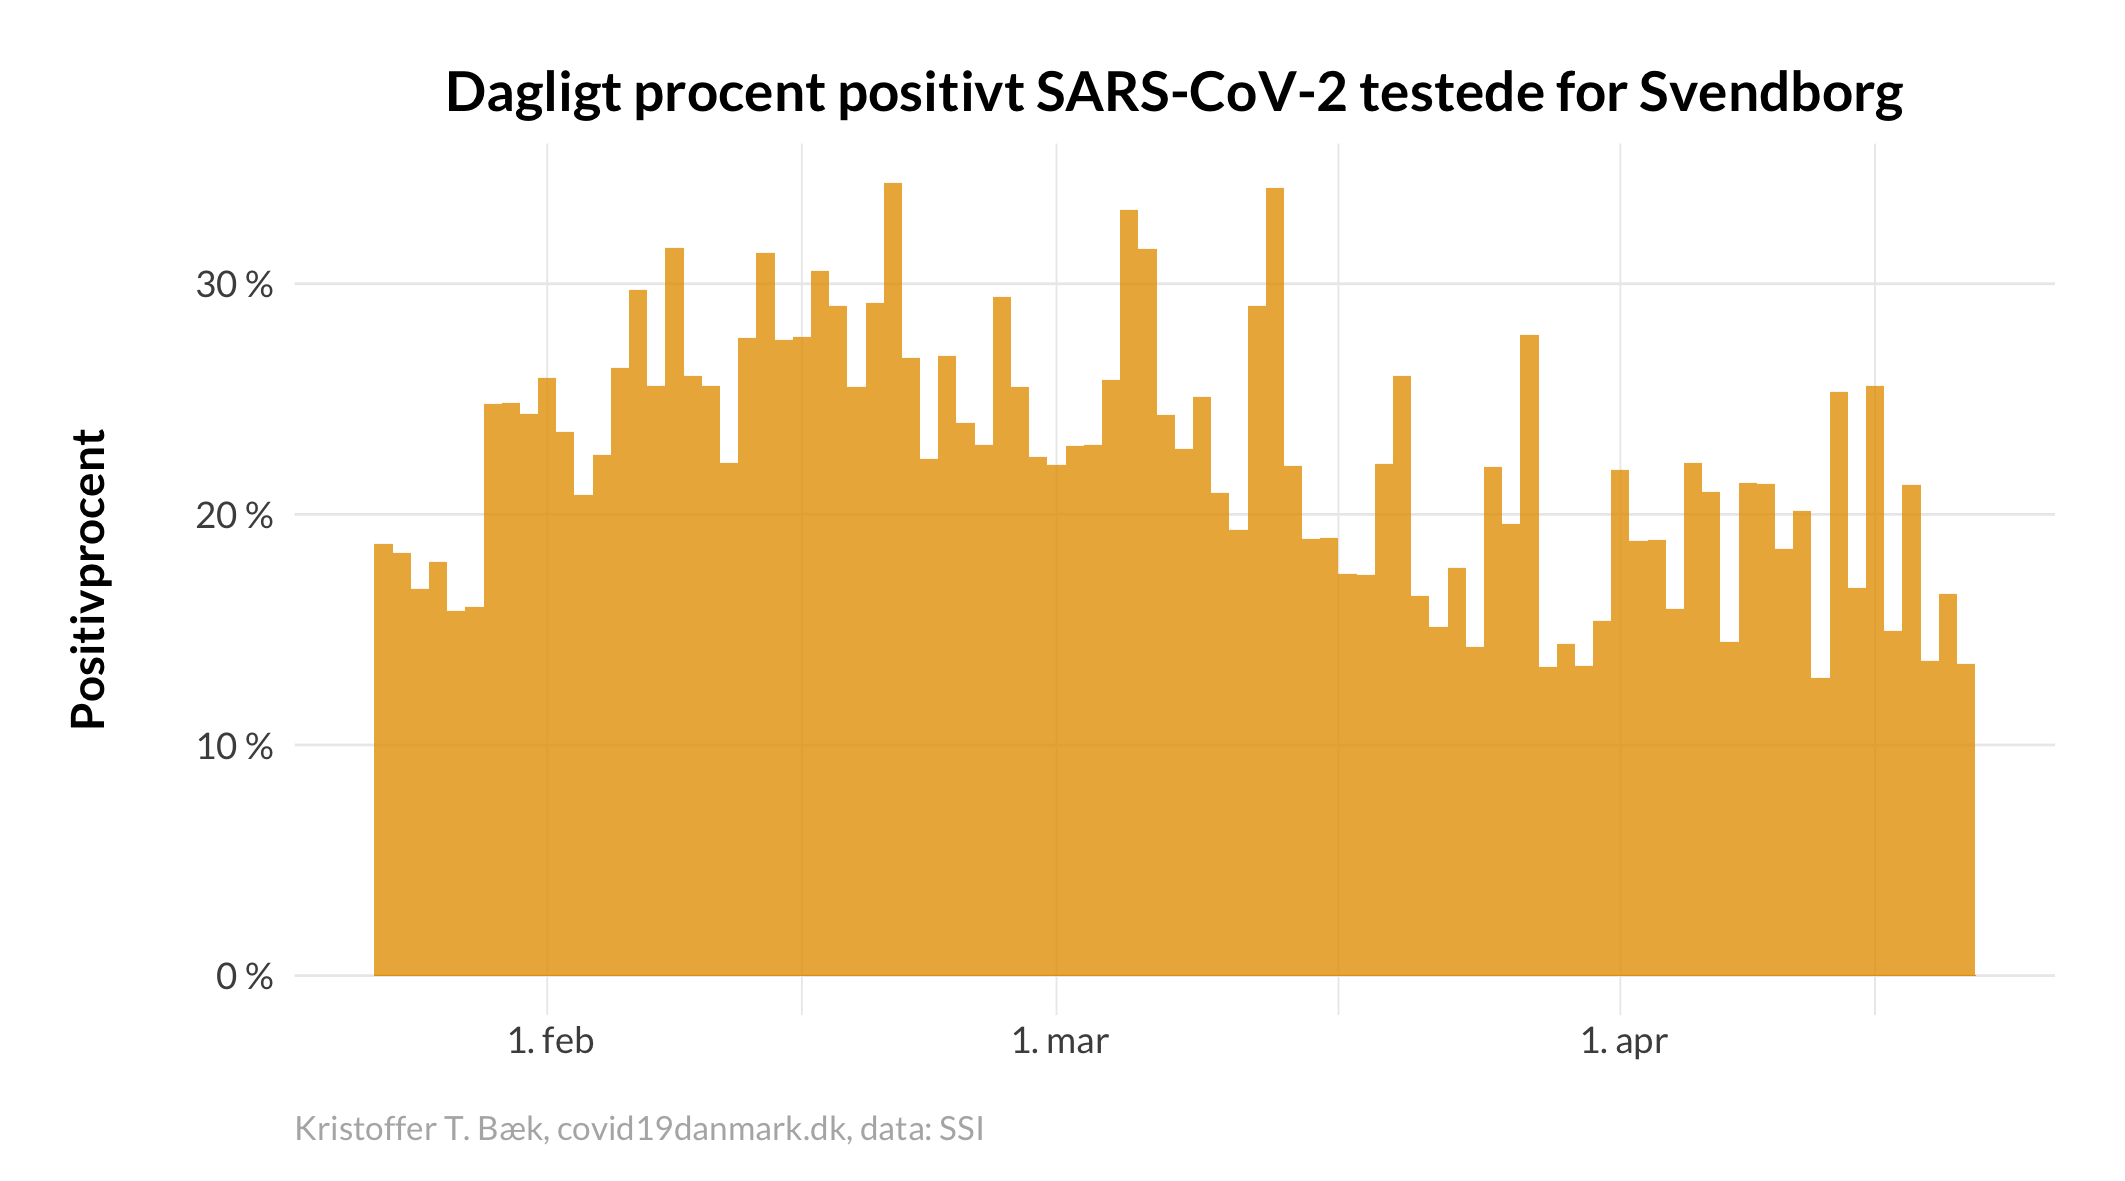 Dagligt procent positivt SARS-CoV-2 testede for Svendborg
Positivprocent
30 %
20 %
10 %
0 %
1. feb
1. mar
1. apr
Kristoffer T. Bæk, covid19danmark.dk, data: SSI